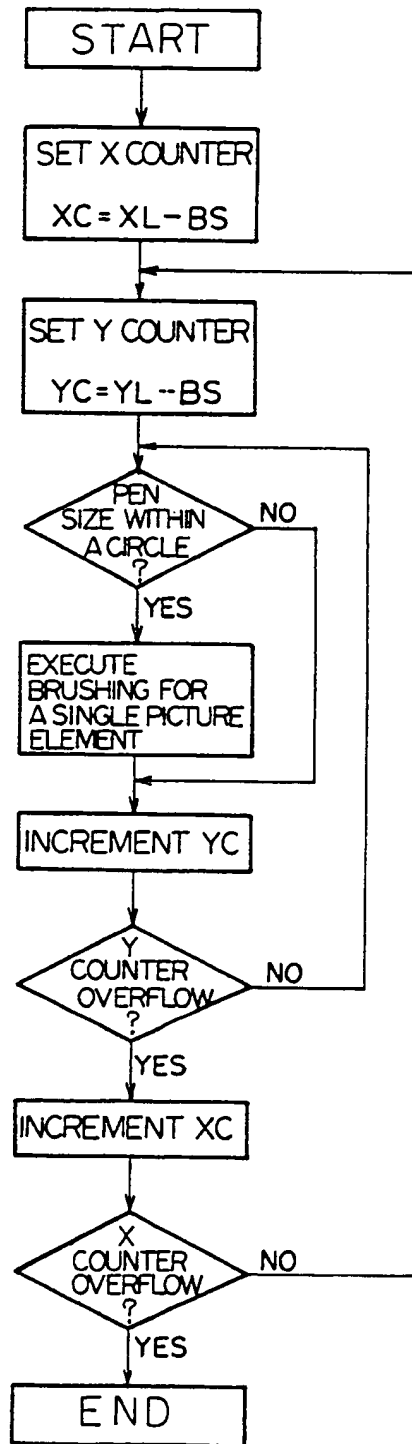 START
SET X COUNTER
XC=XL-BS
SET Y COUNTER
YC=YL-BS
PEN
SIZE WITHIN
A CIRCLE
?
NO
YES
EXECUTE
BRUSHING FOR
A SINGLE PICTURE
ELEMENT
INCREMENT YC
Y
COUNTER
OVERFLOW
?
NO
YES
INCREMENT XC
X
COUNTER
OVERFLOW
?
NO
YES
END